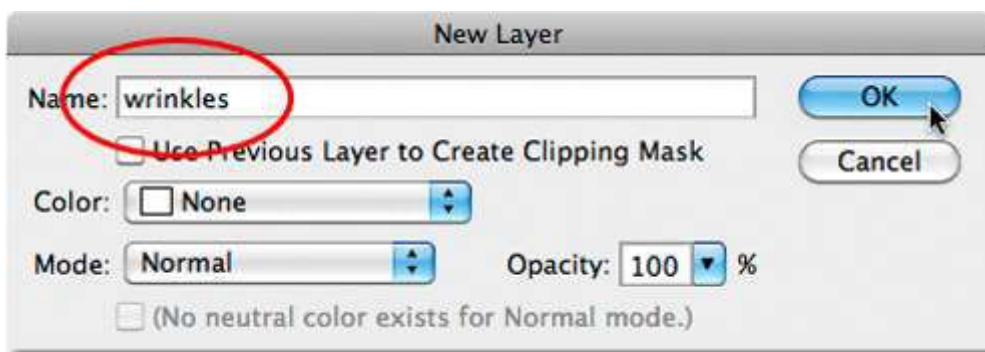 New Layer
Name: wrinkles
OK
Use Previous Layer to Create Clipping Mask
Cancel
Color: None
Mode: Normal Opacity: 100 %
(No neutral color exists for Normal mode.)